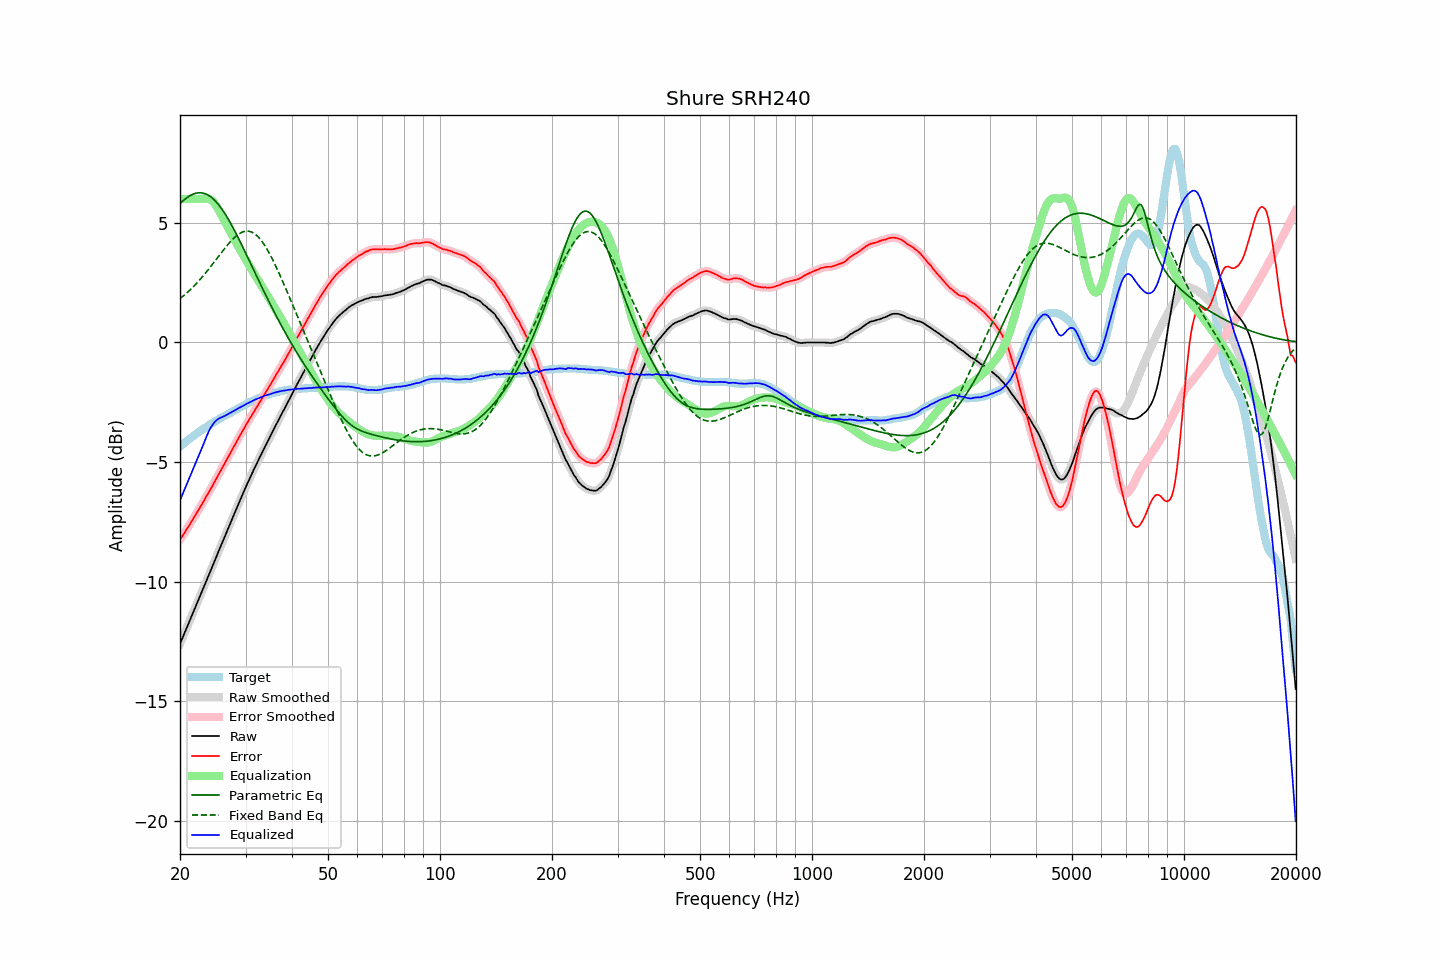 Shure SRH240
Amplitude (dBr)
5
0
−5
−10
−15
−20
Target
Raw Smoothed
Error Smoothed
Raw
Error
Equalization
Parametric Eq
Fixed Band Eq
Equalized
20 50 100 200 500 1000 2000 5000 10000 20000
Frequency (Hz)